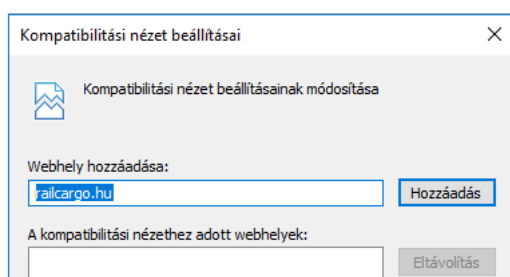 Kompatibilitási nézet beállításai
Kompatibilitási nézet beállításainak módosítása
Webhely hozzáadása:
railcargo.hu
Hozzáadás
A kompatibilitási nézethez adott webhelyek:
Eltávolítás